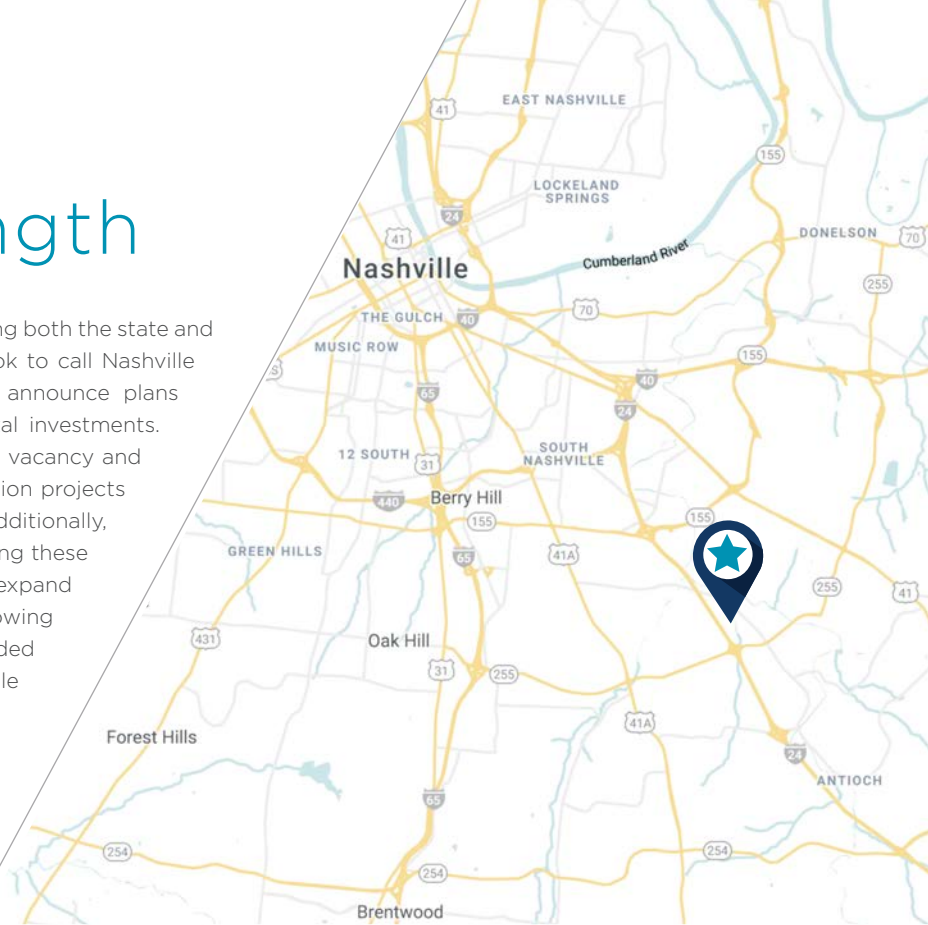 ngth
ng both the state and
ok to call Nashville
announce plans
al investments.
vacancy and
ion projects
dditionally,
ng these
expand
owing
ded
le
41
EAST NASHVILLE
155
LOCKELAND
SPRINGS
24
41
DONELSON
70
Nashville
Cumberland River
255
THE GULCH
40
70
MUSIC ROW
155
S
65
40
24
12 SOUTH
31
SOUTH
NASHVILLE
440
Berry Hill
155
155
GREEN HILLS
65
41A
255
41
431
Oak Hill
31
255
41A
Forest Hills
24
ANTIOCH
65
254
254
254
Brentwood